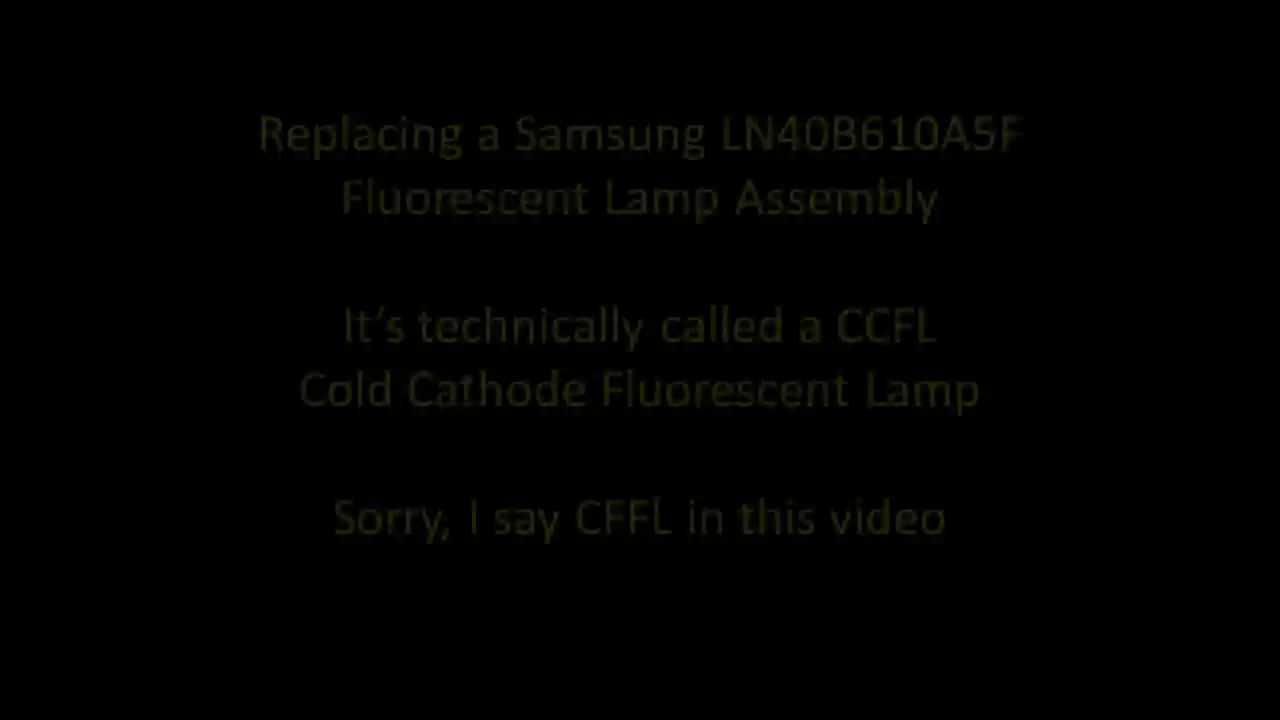 Replacing a Samsung LN40B610A5F
Fluorescent Lamp Assembly
It’s technically called a CCFL
Cold Cathode Fluorescent Lamp
Sorry, I say CFFL in this video